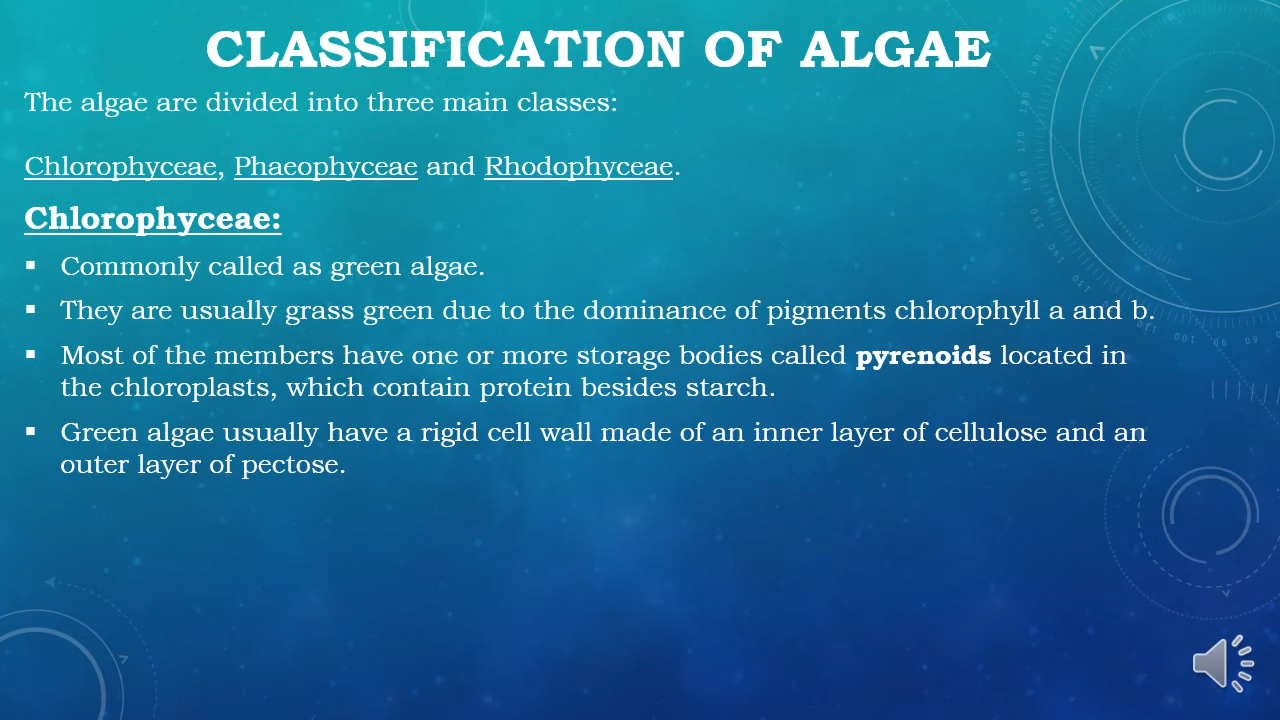 CLASSIFICATION OF ALGAE
The algae are divided into three main classes:
Chlorophyceae, Phaeophyceae and Rhodophyceae.
Chlorophyceae:
▪ Commonly called as green algae.
▪ They are usually grass green due to the dominance of pigments chlorophyll a and b.
▪ Most of the members have one or more storage bodies called pyrenoids located in
the chloroplasts, which contain protein besides starch.
▪ Green algae usually have a rigid cell wall made of an inner layer of cellulose and an
outer layer of pectose.